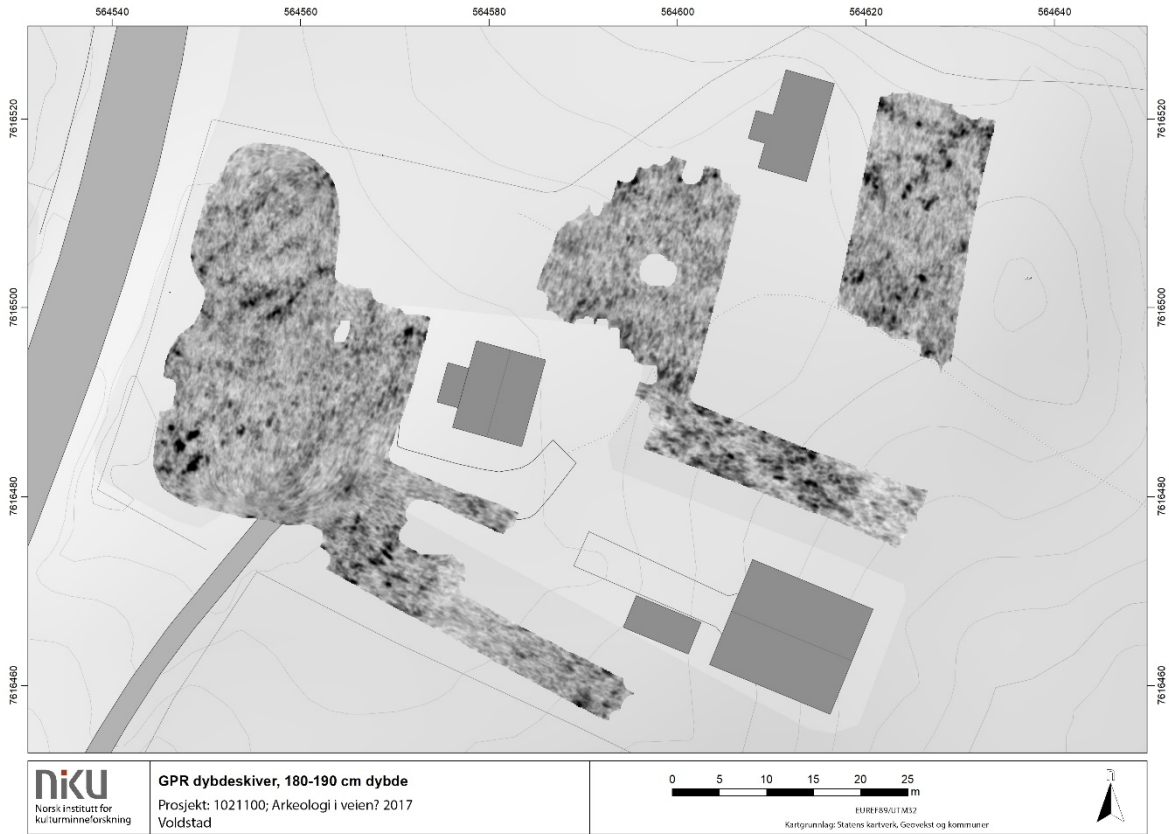 564540 564560 564580 564600 564620 564640
7616520 7616520
7616500 7616500
7616480 7616480
7616460 7616460
niku
Norsk institutt for
kulturminneforskning
GPR dybdeskiver, 180-190 cm dybde
Prosjekt: 1021100; Arkeologi i veien? 2017
Voldstad
0 5 10 15 20 25
m
EUREF89/UTM32
Kartgrunnlag: Statens kartverk, Geovekst og kommuner